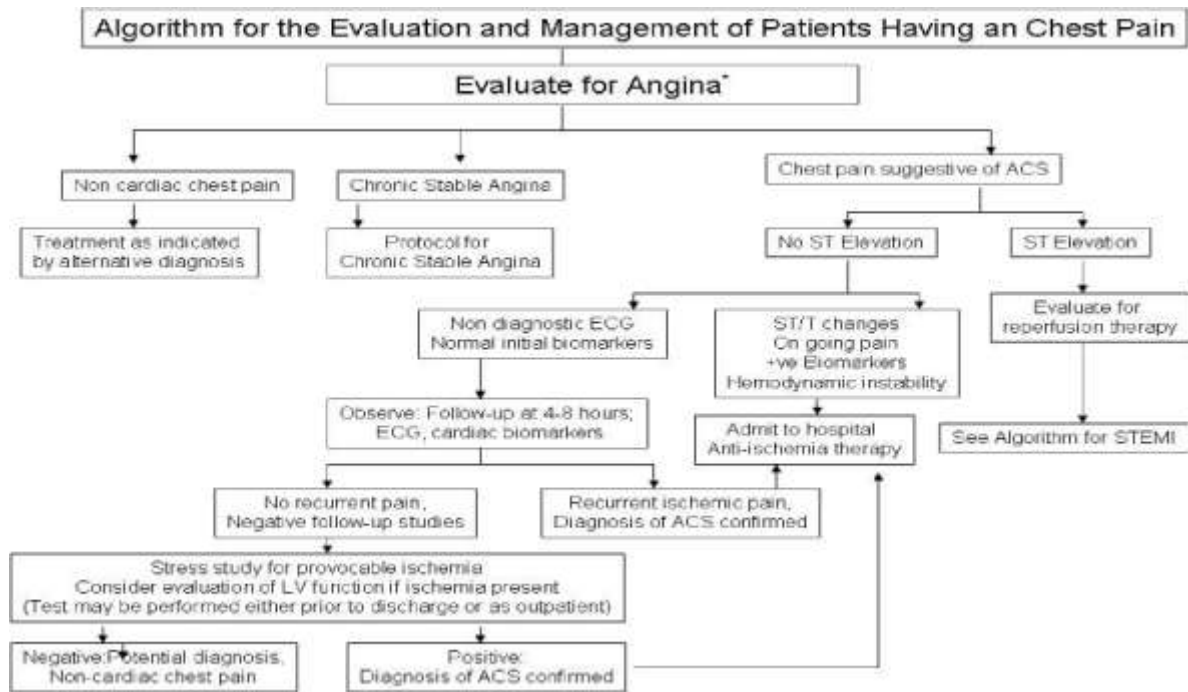 Algorithm for the Evaluation and Management of Patients Having an Chest Pain
Evaluate for Angina*
Non cardiac chest pain
Chronic Stable Angina
Chest pain suggestive of ACS
Treatment as indicated
by alternative diagnosis
Protocol for
Chronic Stable Angina
No ST Elevation
ST Elevation
Non diagnostic ECG
Normal initial biomarkers
ST/T changes
On going pain
+ve Biomarkers
Hemodynamic instability
Evaluate for
reperfusion therapy
Observe: Follow-up at 4-8 hours;
ECG, cardiac biomarkers
Admit to hospital
Anti-ischemia therapy
See Algorithm for STEMI
No recurrent pain,
Negative follow-up studies
Recurrent ischemic pain,
Diagnosis of ACS confirmed
Stress study for provocable ischemia
Consider evaluation of LV function if ischemia present
(Test may be performed either prior to discharge or as outpatient)
Negative:Potential diagnosis,
Non-cardiac chest pain
Positive:
Diagnosis of ACS confirmed